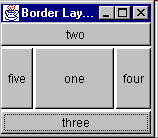 Border Lay...
two
five one four
three